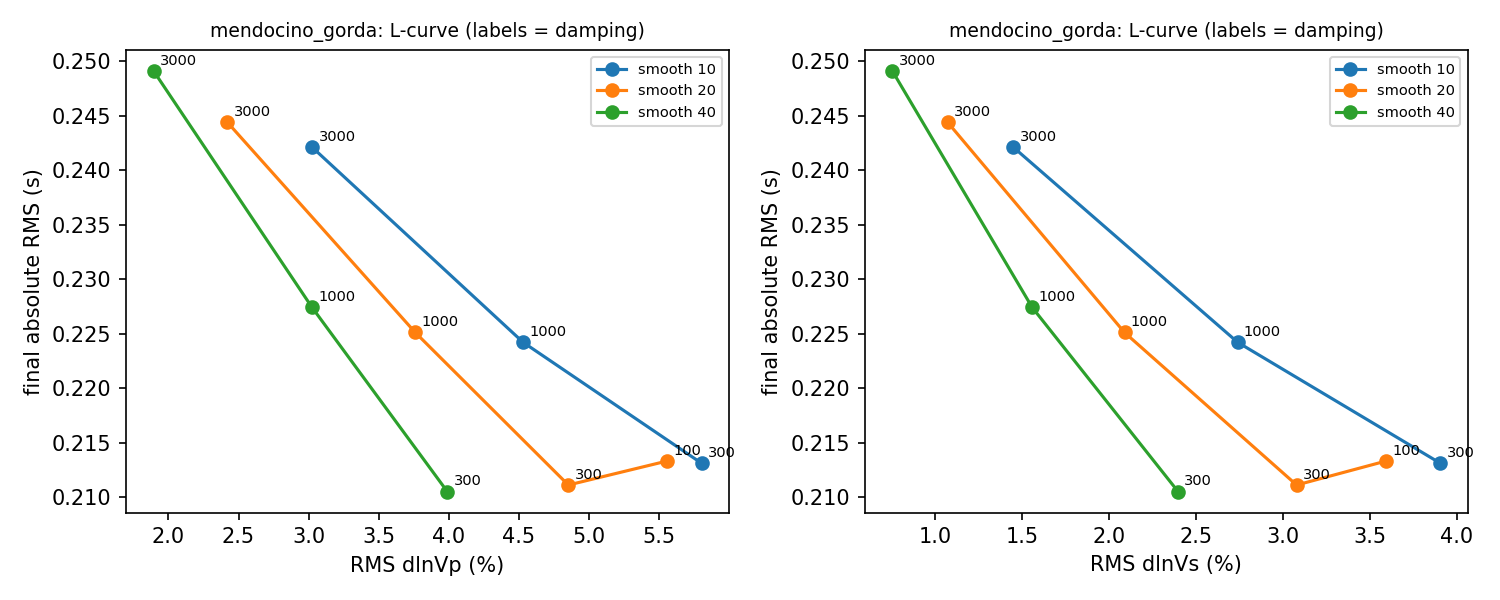 mendocino_gorda: L-curve (labels = damping)
final absolute RMS (s)
0.250
0.245
0.240
0.235
0.230
0.225
0.220
0.215
0.210
3000
3000
3000
1000
1000
1000
300
300
100
300
smooth 10
smooth 20
smooth 40
2.0 2.5 3.0 3.5 4.0 4.5 5.0 5.5
RMS dlnVp (%)
mendocino_gorda: L-curve (labels = damping)
final absolute RMS (s)
0.250
0.245
0.240
0.235
0.230
0.225
0.220
0.215
0.210
3000
3000
3000
1000
1000
1000
300
300
100
300
smooth 10
smooth 20
smooth 40
1.0 1.5 2.0 2.5 3.0 3.5 4.0
RMS dlnVs (%)